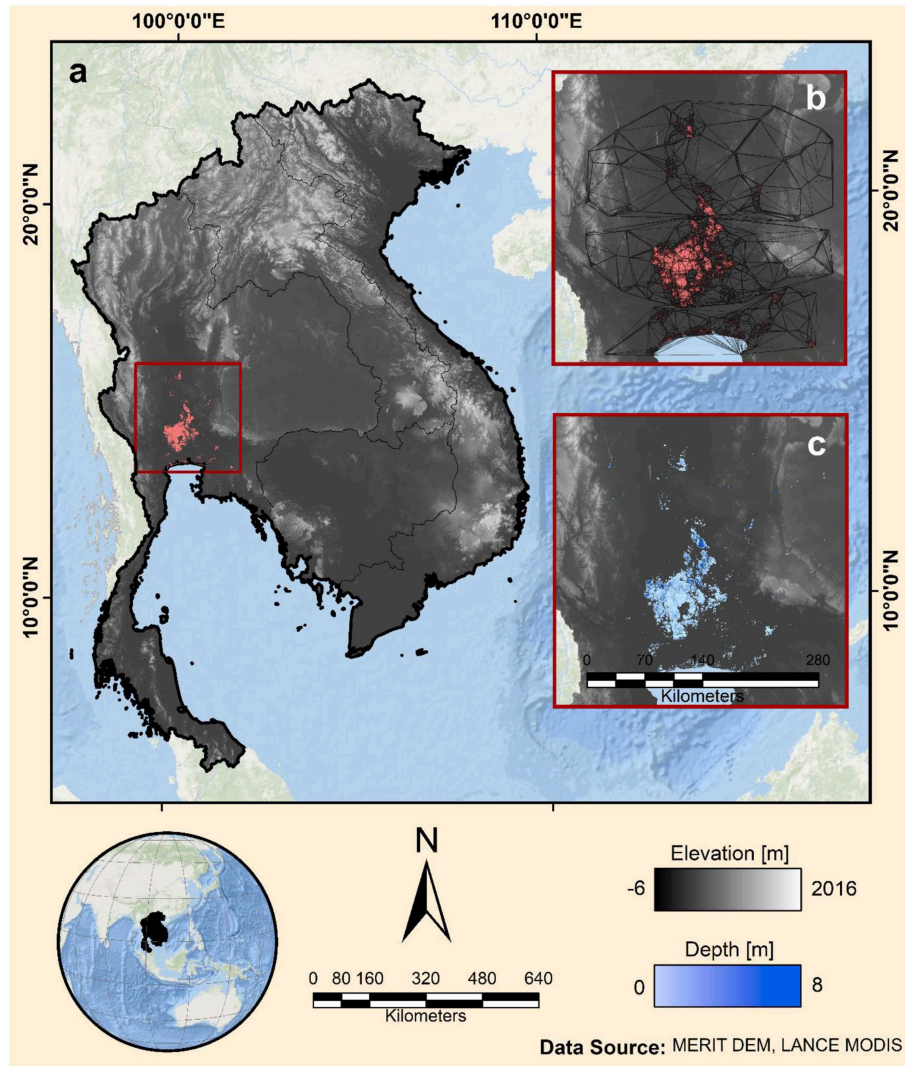 100°0'0"E
110°0'0"E
a
b
20°0'0"N
20°0'0"N
c
10°0'0"N
10°0'0"N
0
70
140
280
Kilometers
N
Elevation [m]
-6
2016
Depth [m]
0
8
0 80 160 320 480 640
Kilometers
Data Source: MERIT DEM, LANCE MODIS